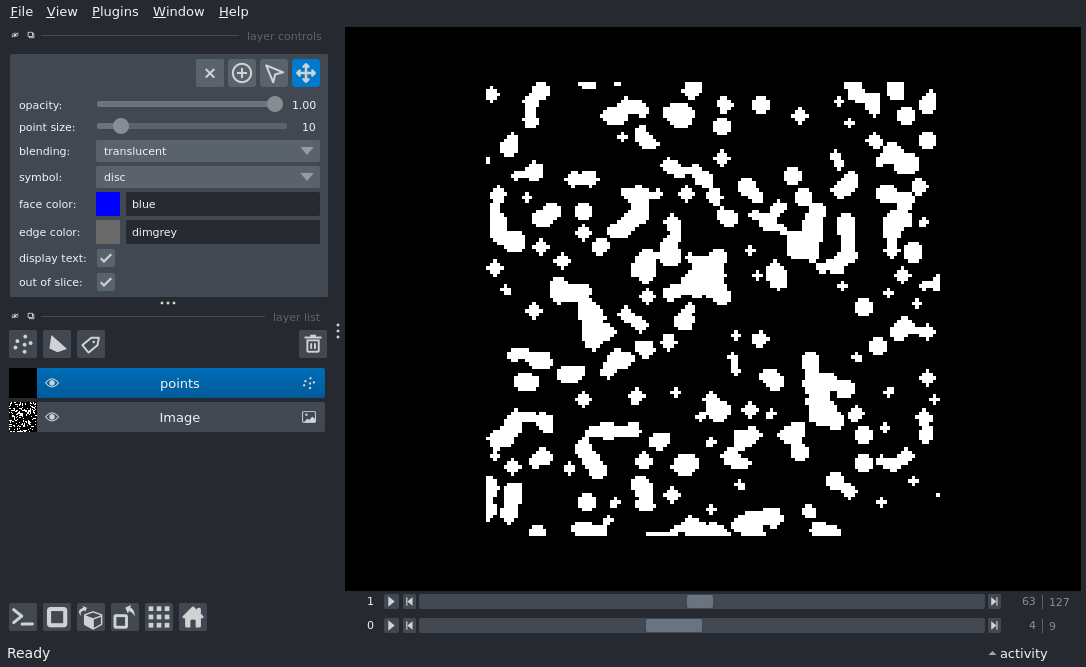 File View Plugins Window Help
layer controls
opacity: 1.00
point size: 10
blending: translucent
symbol: disc
face color: blue
edge color: dimgrey
display text:
out of slice:
layer list
points
Image
1 63 127
0 4 9
Ready activity